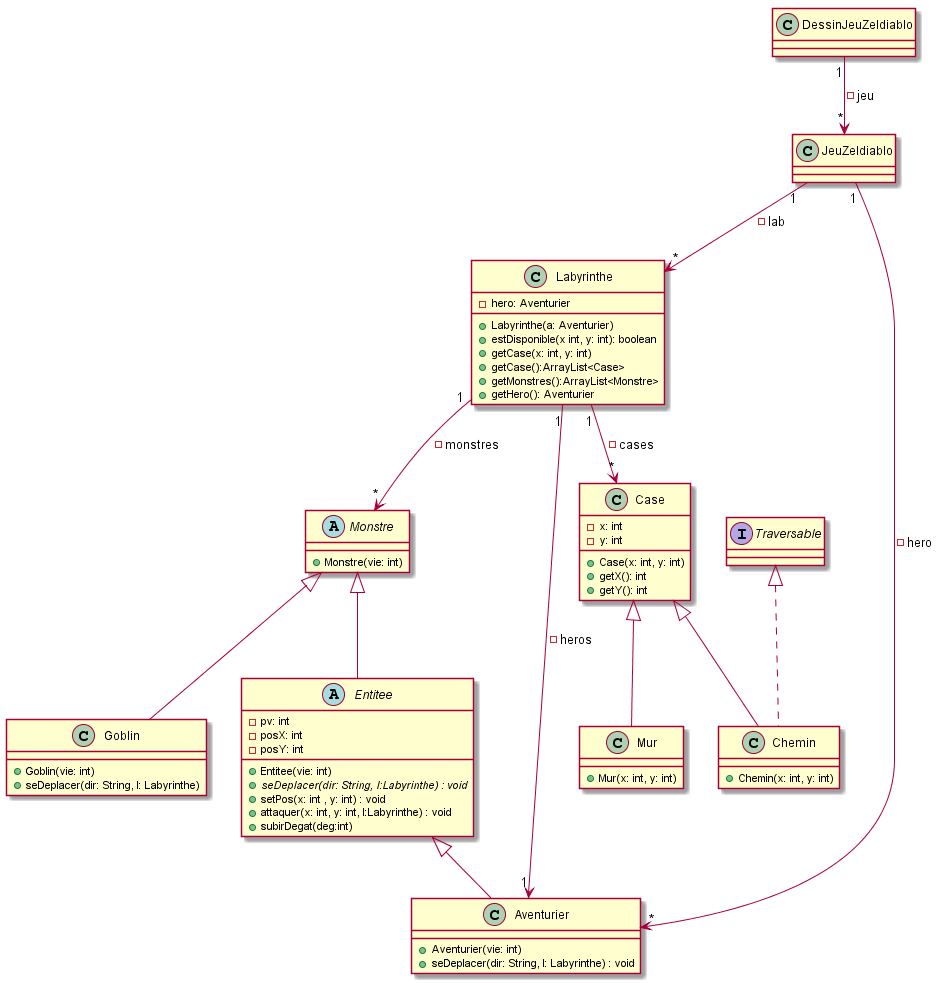 C DessinJeuZeldiablo
1
jeu
*
C JeuZeldiablo
1
1
lab
*
C Labyrinthe
hero: Aventurier
Labyrinthe(a: Aventurier)
estDisponible(x int, y: int): boolean
getCase(x: int, y: int)
getCase():ArrayList<Case>
getMonstres():ArrayList<Monstre>
getHero(): Aventurier
1
1
1
monstres
cases
*
*
A Monstre
Monstre(vie: int)
C Case
x: int
y: int
Case(x: int, y: int)
getX(): int
getY(): int
I Traversable
hero
heros
A Entitee
pv: int
posX: int
posY: int
Entitee(vie: int)
seDeplacer(dir: String, l:Labyrinthe) : void
setPos(x: int , y: int) : void
attaquer(x: int, y: int, l:Labyrinthe) : void
subirDegat(deg:int)
C Goblin
Goblin(vie: int)
seDeplacer(dir: String, l: Labyrinthe)
C Mur
Mur(x: int, y: int)
C Chemin
Chemin(x: int, y: int)
1
*
C Aventurier
Aventurier(vie: int)
seDeplacer(dir: String, l: Labyrinthe) : void